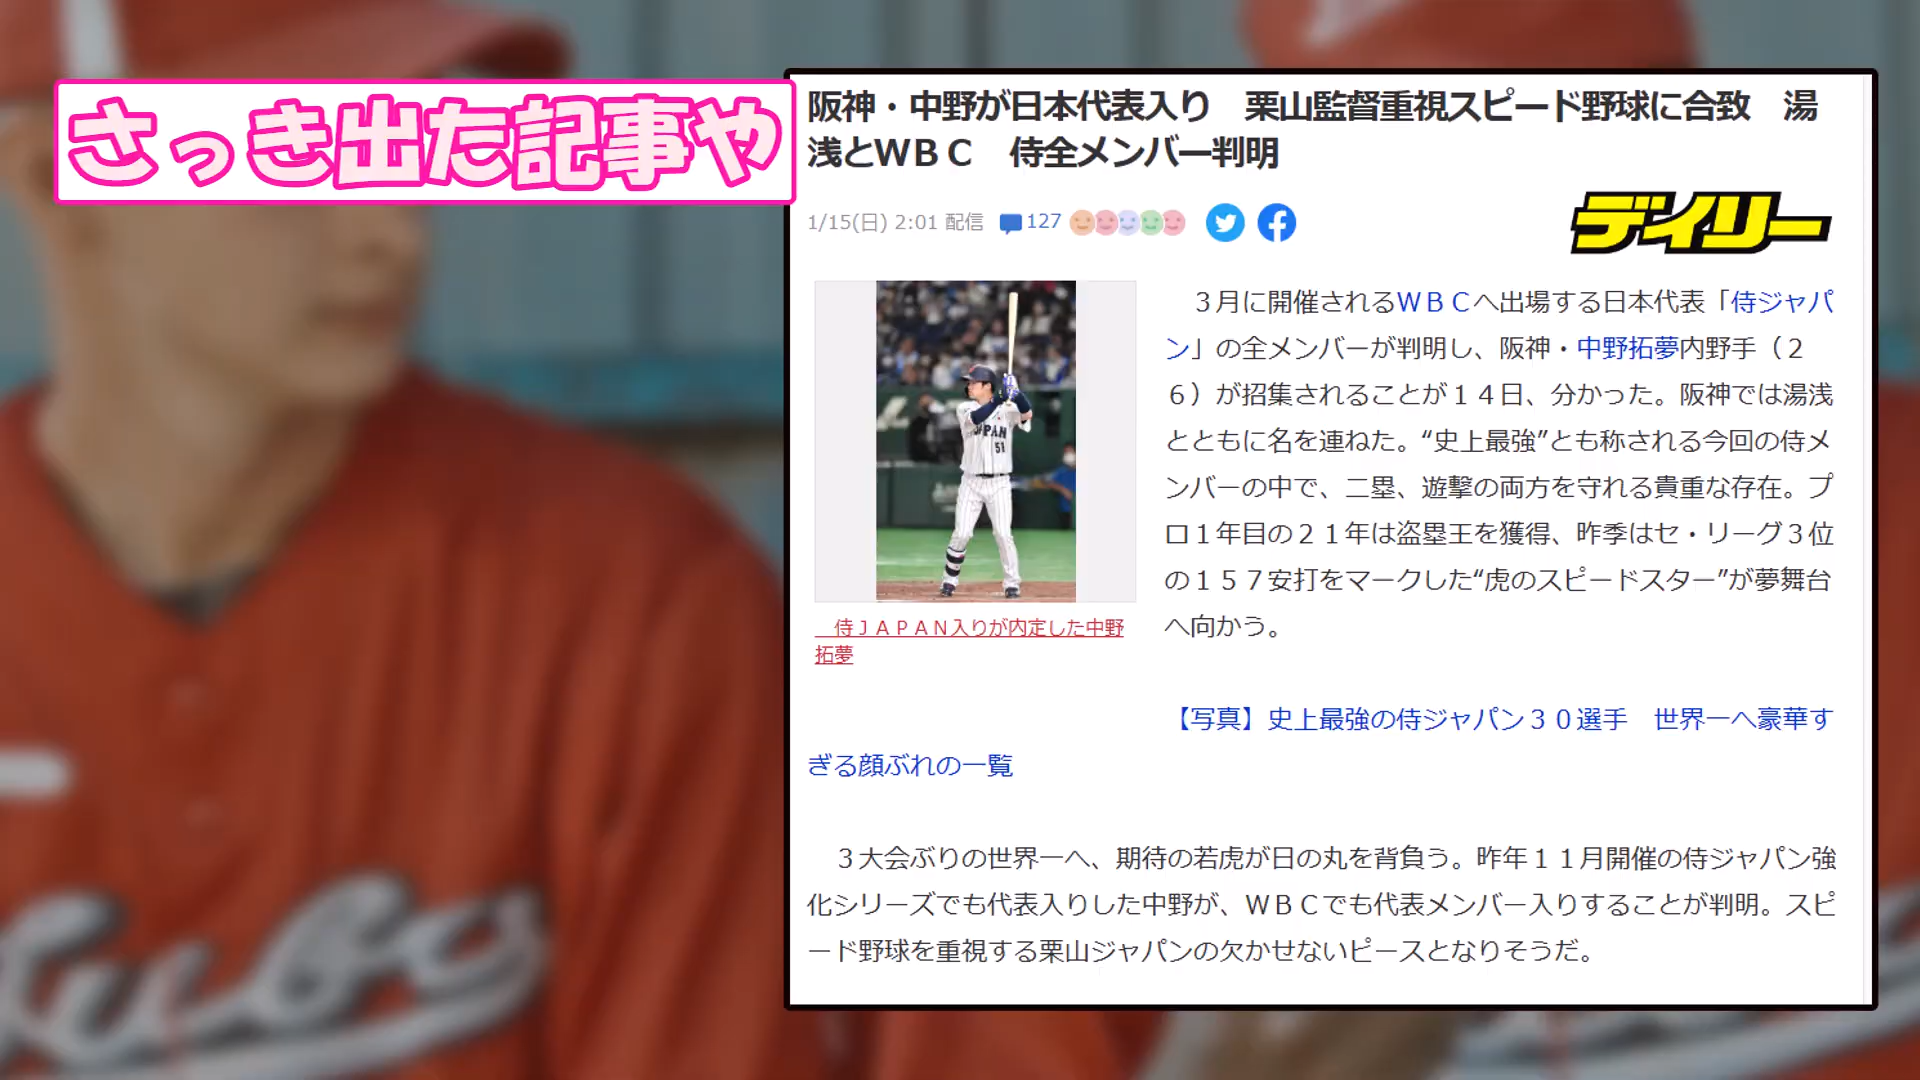 さっき出た記事や
阪神・中野が日本代表入り　栗山監督重視スピード野球に合致　湯
浅とＷＢＣ　侍全メンバー判明
1/15(日) 2:01 配信 127
デイリー
３月に開催されるＷＢＣへ出場する日本代表「侍ジャパ
ン」の全メンバーが判明し、阪神・中野拓夢内野手（２
６）が招集されることが１４日、分かった。阪神では湯浅
とともに名を連ねた。“史上最強”とも称される今回の侍メ
ンバーの中で、二塁、遊撃の両方を守れる貴重な存在。プ
ロ１年目の２１年は盗塁王を獲得、昨季はセ・リーグ３位
の１５７安打をマークした“虎のスピードスター”が夢舞台
へ向かう。
JAPAN
51
侍ＪＡＰＡＮ入りが内定した中野
拓夢
【写真】史上最強の侍ジャパン３０選手　世界一へ豪華す
ぎる顔ぶれの一覧
３大会ぶりの世界一へ、期待の若虎が日の丸を背負う。昨年１１月開催の侍ジャパン強
化シリーズでも代表入りした中野が、ＷＢＣでも代表メンバー入りすることが判明。スピ
ード野球を重視する栗山ジャパンの欠かせないピースとなりそうだ。